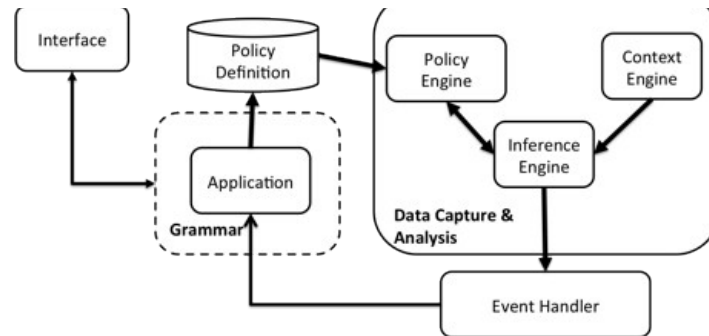 Interface
Policy
Definition
Policy
Engine
Context
Engine
Inference
Engine
Application
Grammar
Data Capture &
Analysis
Event Handler